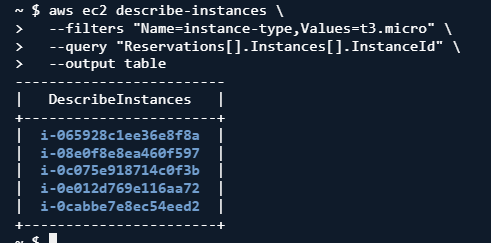 ~ $ aws ec2 describe-instances \
>   --filters "Name=instance-type,Values=t3.micro" \
>   --query "Reservations[].Instances[].InstanceId" \
>   --output table
-------------------------
|   DescribeInstances   |
+-----------------------+
|  i-065928c1ee36e8f8a  |
|  i-08e0f8e8ea460f597  |
|  i-0c075e918714c0f3b  |
|  i-0e012d769e116aa72  |
|  i-0cabbe7e8ec54eed2  |
+-----------------------+
~ $